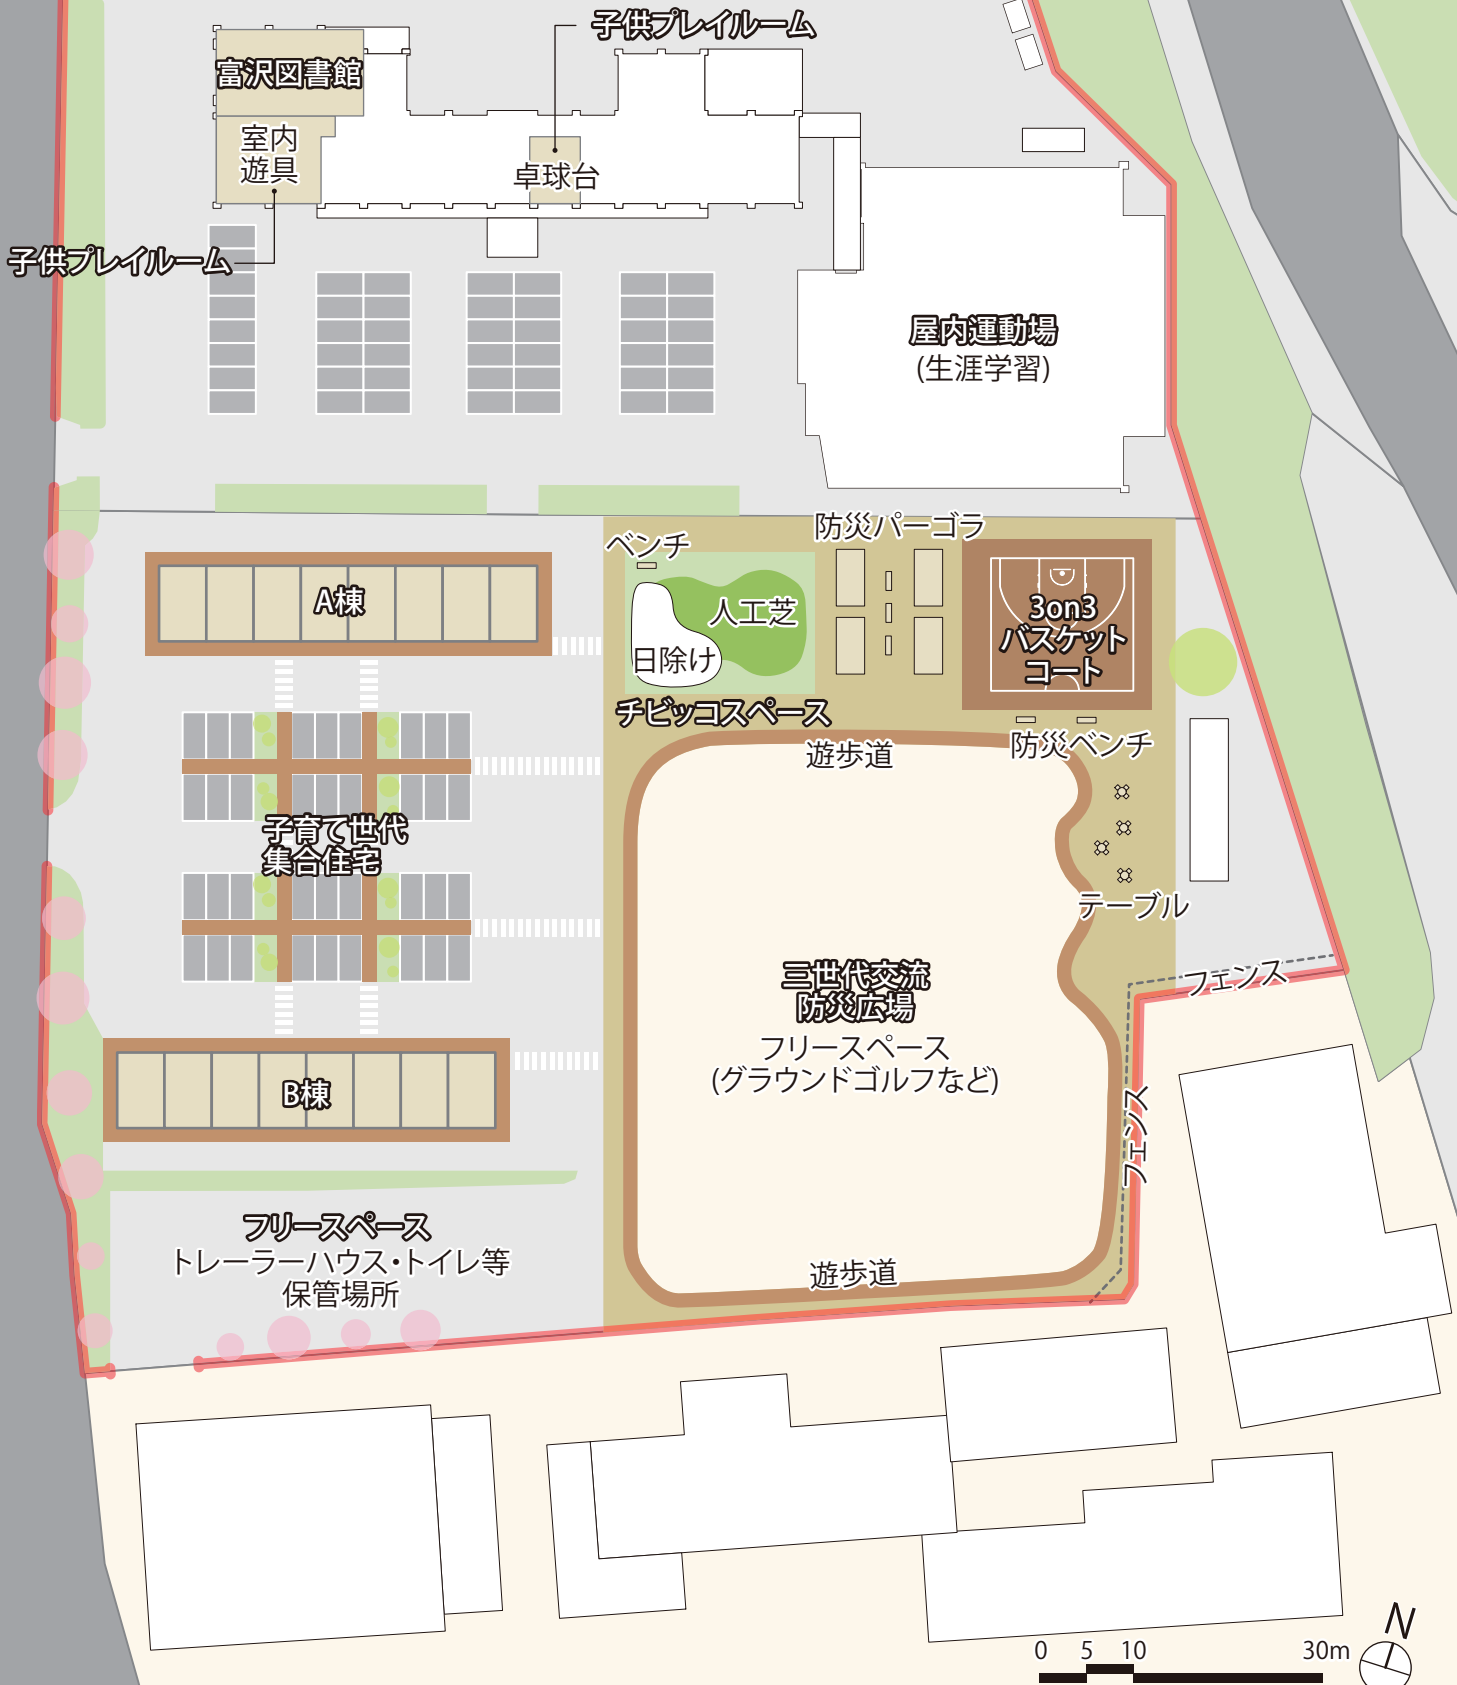 子供プレイルーム
富沢図書館
室内
遊具
卓球台
子供プレイルーム
屋内運動場
(生涯学習)
防災パーゴラ
ベンチ
人工芝
日除け
チビッコスペース
3on3
バスケット
コート
A棟
遊歩道
防災ベンチ
子育て世代
集合住宅
テーブル
三世代交流
防災広場
フリースペース
(グラウンドゴルフなど)
フェンス
フェンス
B棟
フリースペース
トレーラーハウス・トイレ等
保管場所
遊歩道
N
0 5 10 30m